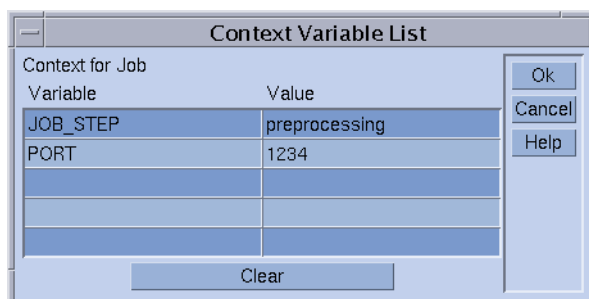 Context Variable List
Context for Job
Variable Value
JOB_STEP preprocessing
PORT 1234
Clear
Ok
Cancel
Help